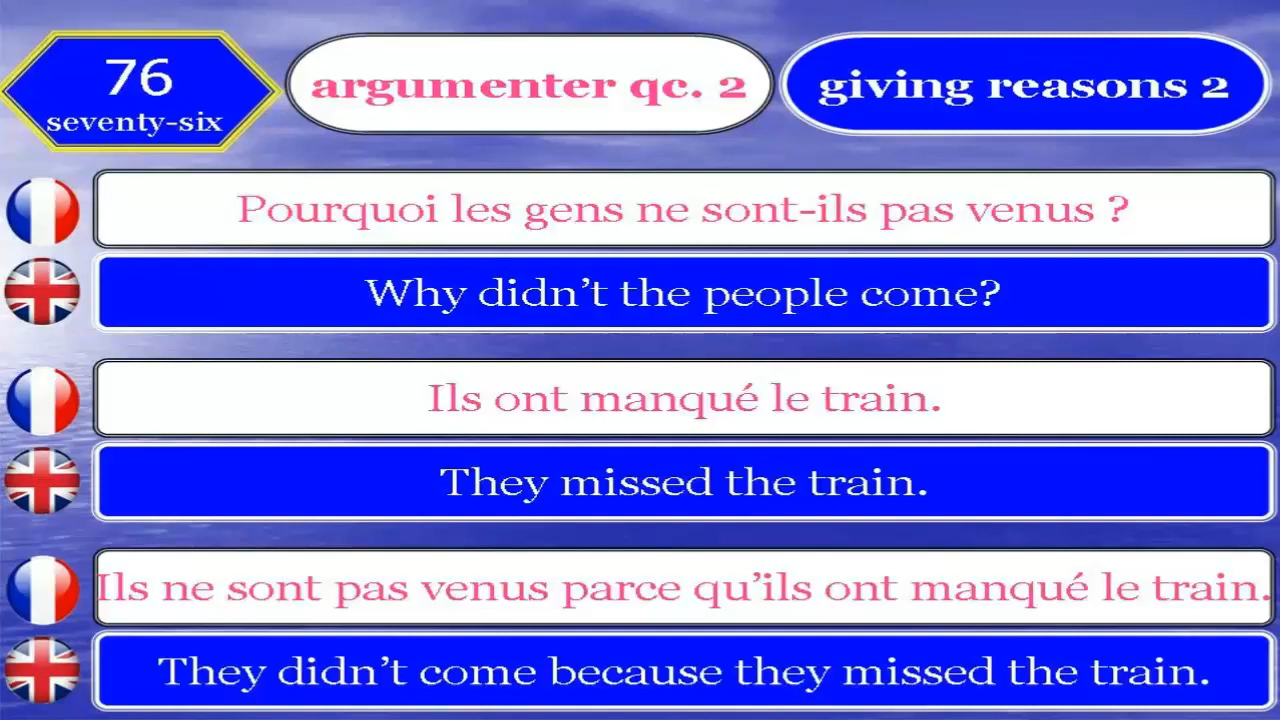 76
seventy-six
argumenter qc. 2
giving reasons 2
Pourquoi les gens ne sont-ils pas venus ?
Why didn’t the people come?
Ils ont manqué le train.
They missed the train.
Ils ne sont pas venus parce qu’ils ont manqué le train.
They didn’t come because they missed the train.